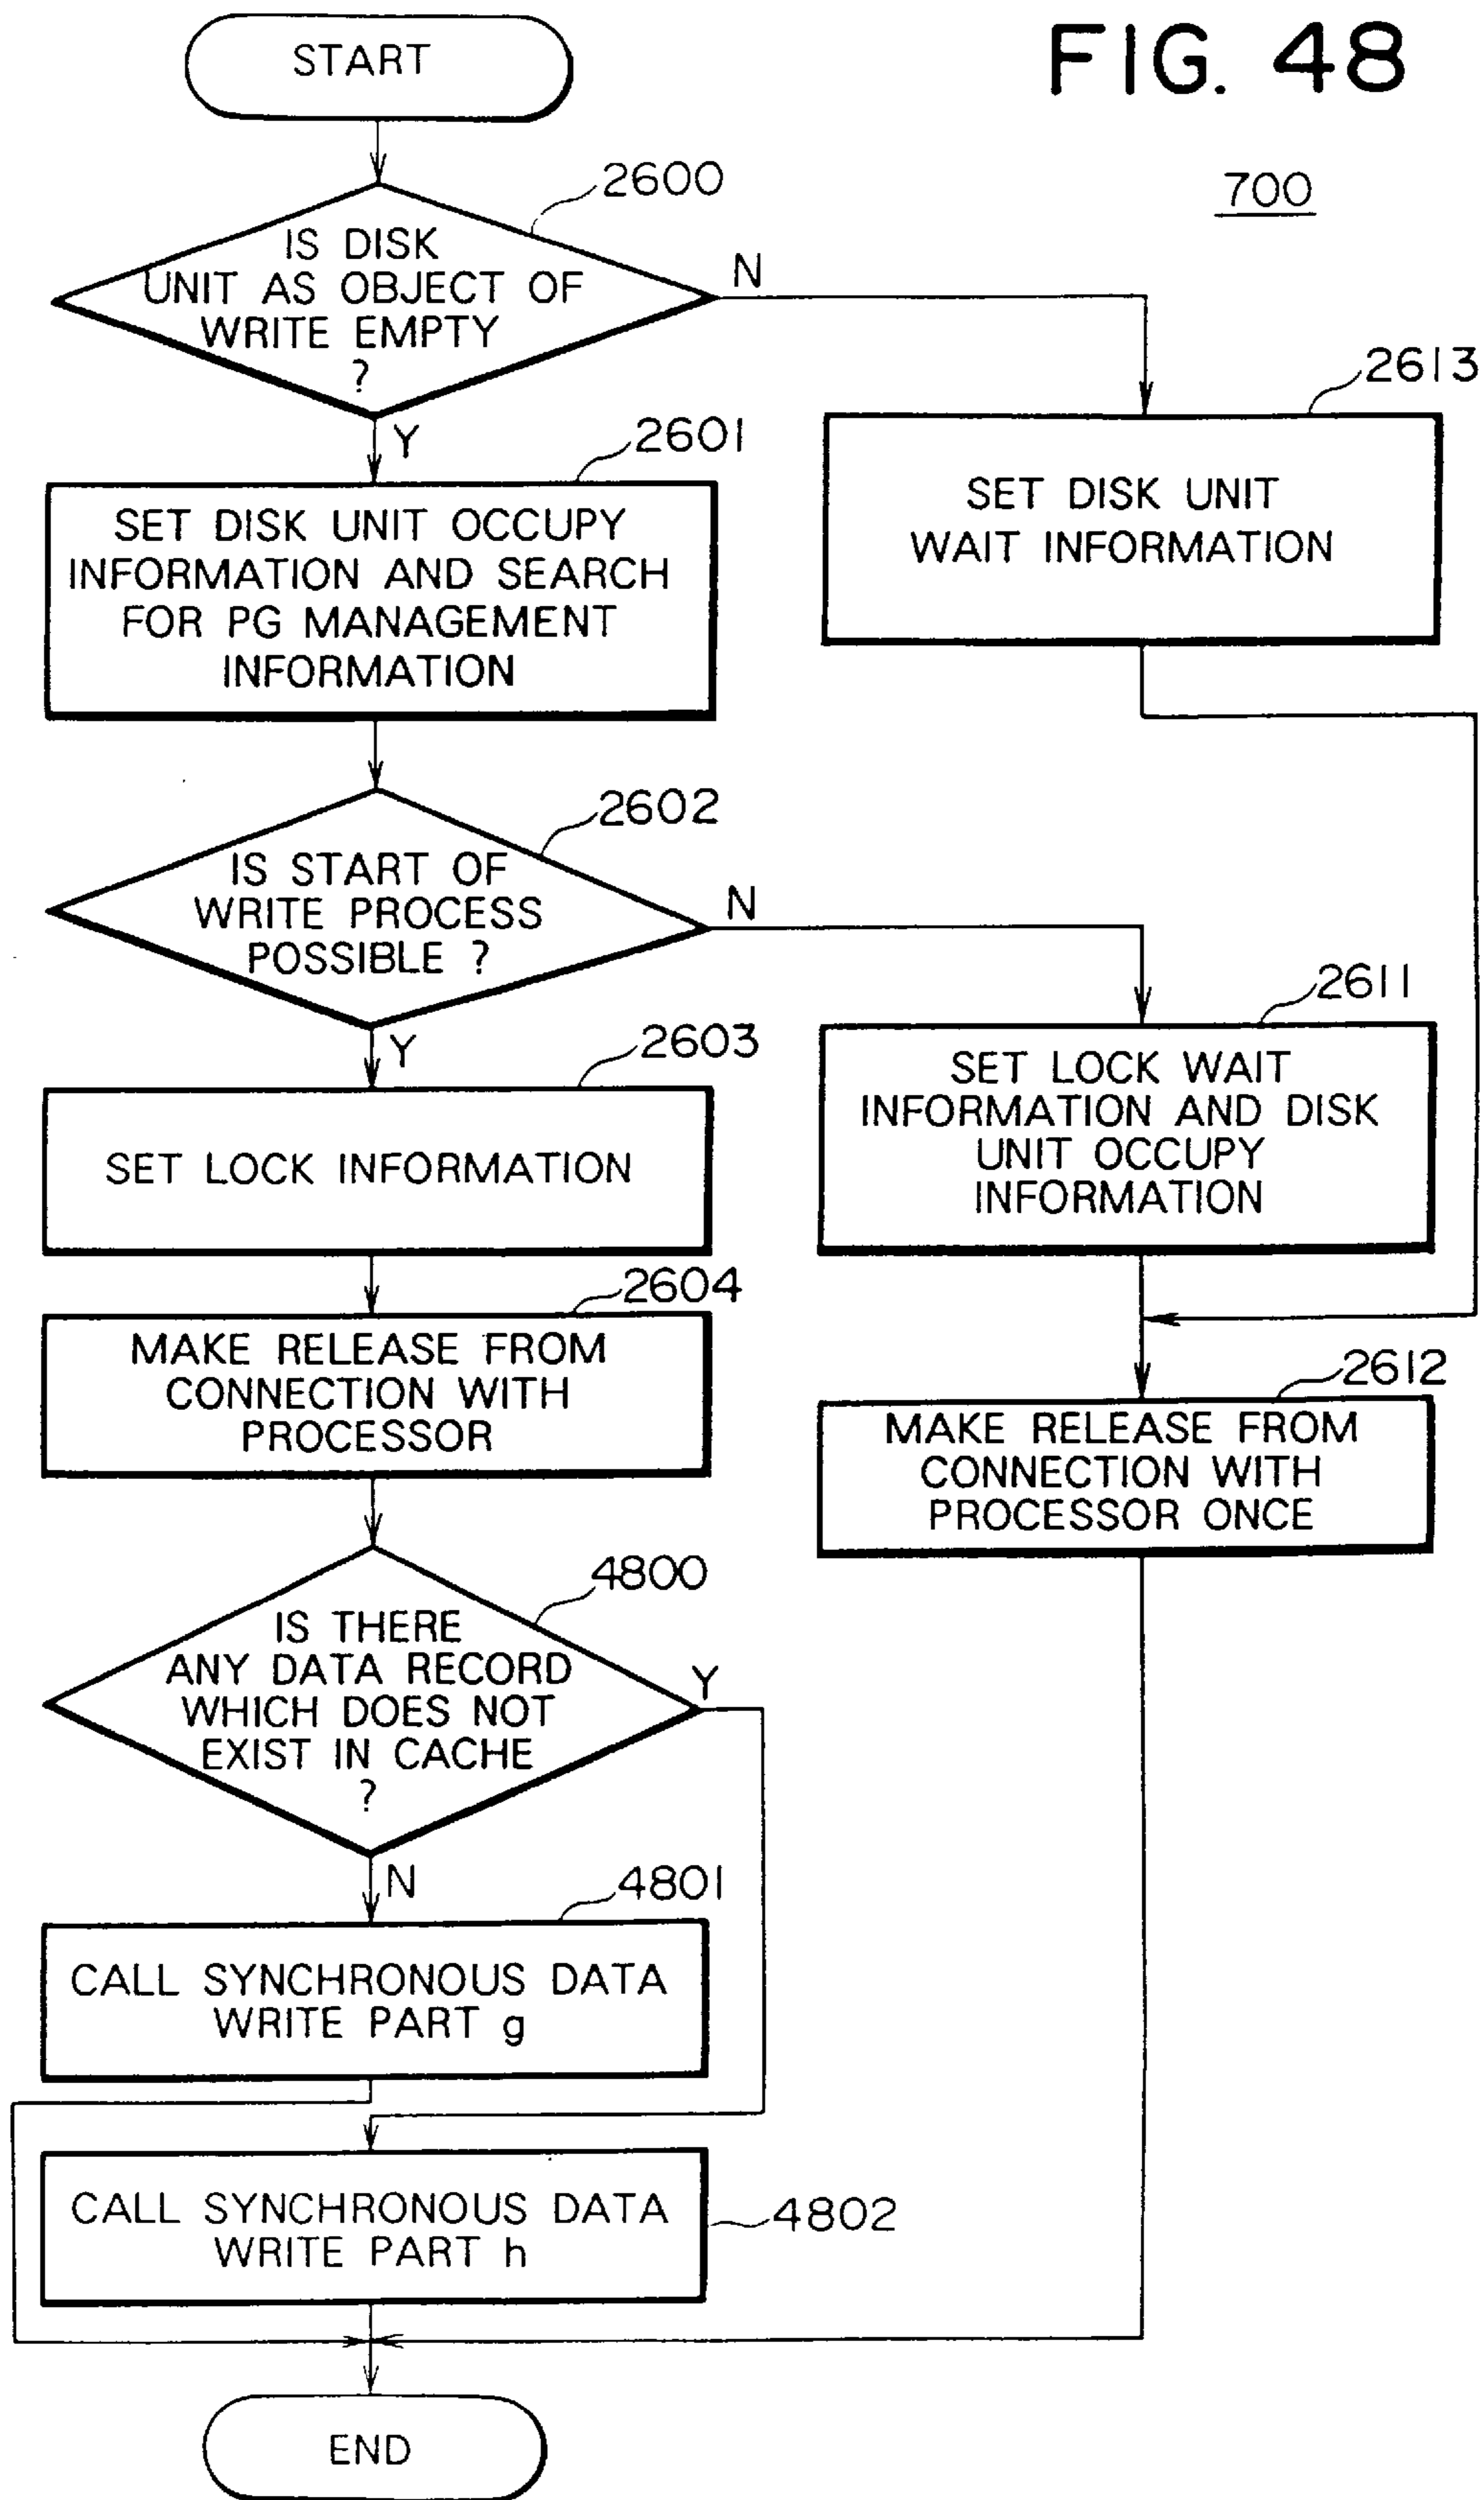 FIG. 48
700
START
2600
IS DISK
UNIT AS OBJECT OF
WRITE EMPTY
?
N
Y
2613
SET DISK UNIT
WAIT INFORMATION
2601
SET DISK UNIT OCCUPY
INFORMATION AND SEARCH
FOR PG MANAGEMENT
INFORMATION
2602
IS START OF
WRITE PROCESS
POSSIBLE ?
N
Y
2611
SET LOCK WAIT
INFORMATION AND DISK
UNIT OCCUPY
INFORMATION
2603
SET LOCK INFORMATION
2604
MAKE RELEASE FROM
CONNECTION WITH
PROCESSOR
2612
MAKE RELEASE FROM
CONNECTION WITH
PROCESSOR ONCE
4800
IS THERE
ANY DATA RECORD
WHICH DOES NOT
EXIST IN CACHE
?
Y
N
4801
CALL SYNCHRONOUS DATA
WRITE PART g
CALL SYNCHRONOUS DATA
WRITE PART h
4802
END